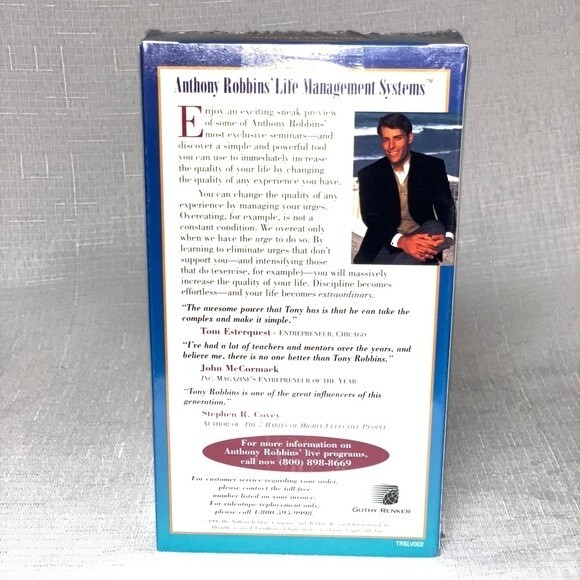 Anthony Robbins' Life Management Systems™
Enjoy an exciting sneak preview
of some of Anthony Robbins'
most exclusive seminars—and
discover a simple and powerful tool
you can use to immediately increase
the quality of your life by changing
the quality of any experience you have.
You can change the quality of any
experience by managing your urges.
Overeating, for example, is not a
constant condition. We overeat only
when we have the urge to do so. By
learning to eliminate urges that don't
support you—and intensifying those
that do (exercise, for example)—you will massively
increase the quality of your life. Discipline becomes
effortless—and your life becomes extraordinary.
"The awesome power that Tony has is that he can take the
complex and make it simple."
Tom Esterquest - ENTREPRENEUR, CHICAGO
"I've had a lot of teachers and mentors over the years, and
believe me, there is no one better than Tony Robbins."
John McCormack
INC. MAGAZINE'S ENTREPRENEUR OF THE YEAR
"Tony Robbins is one of the great influencers of this
generation."
Stephen R. Covey
AUTHOR OF THE 7 HABITS OF HIGHLY EFFECTIVE PEOPLE
For more information on
Anthony Robbins' live programs,
call now (800) 898-8669
For customer service regarding your order,
please contact the toll-free
number listed on your invoice.
For videotape replacement only,
please call 1-800-595-9998.
GUTHY RENKER
TRSLV002